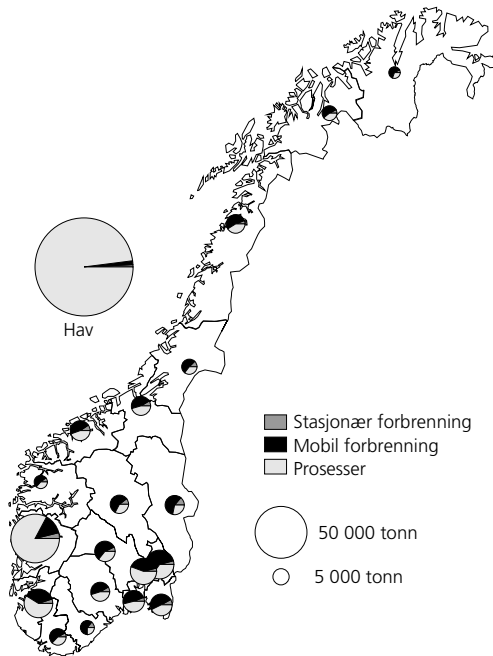 Hav
Stasjonær forbrenning
Mobil forbrenning
Prosesser
50 000 tonn
5 000 tonn